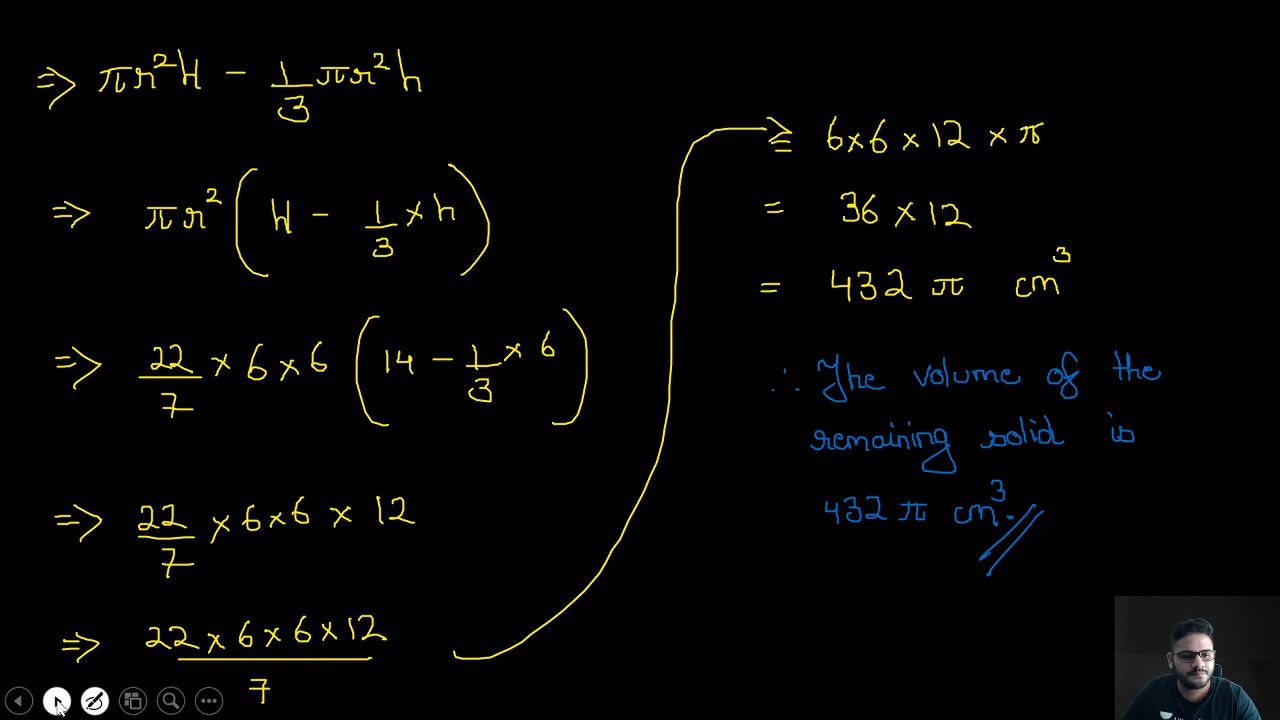 ⇒ πr²H − 1/3 πr²h
⇒ πr² (H − 1/3 × h)
⇒ 22/7 × 6 × 6 (14 − 1/3 × 6)
⇒ 22/7 × 6 × 6 × 12
⇒ 22 × 6 × 6 × 12 / 7
= 6 × 6 × 12 × π
= 36 × 12
= 432 π cm³
∴ The volume of the
remaining solid is
432 π cm³.